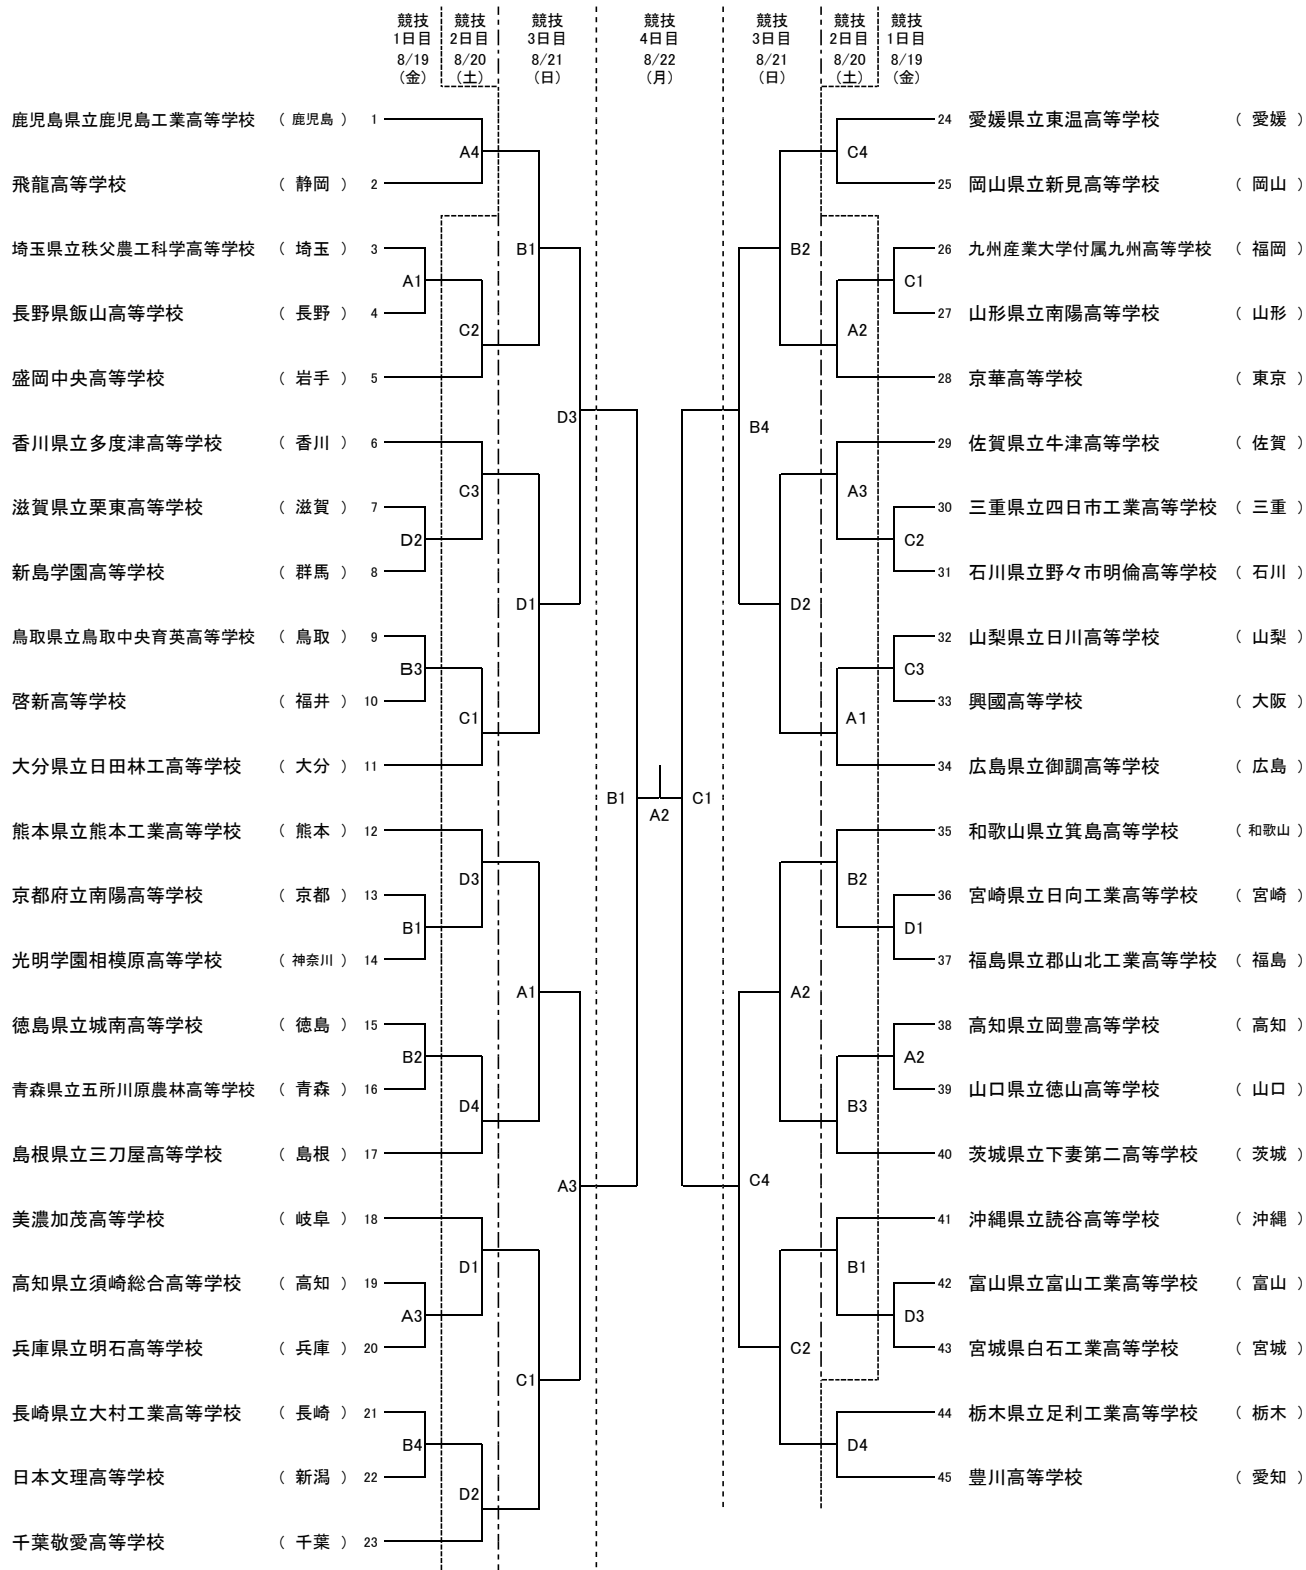 競技 競技 競技 競技 競技 競技 競技
1日目 2日目 3日目 4日目 3日目 2日目 1日目
8/19 8/20 8/21 8/22 8/21 8/20 8/19
（金） （土） （日） （月） （日） （土） （金）
鹿児島県立鹿児島工業高等学校 （ 鹿児島 ） 1
A4
飛龍高等学校 （ 静岡 ） 2
B1
埼玉県立秩父農工科学高等学校 （ 埼玉 ） 3
A1
長野県飯山高等学校 （ 長野 ） 4
C2
盛岡中央高等学校 （ 岩手 ） 5
D3
香川県立多度津高等学校 （ 香川 ） 6
C3
滋賀県立栗東高等学校 （ 滋賀 ） 7
D2
新島学園高等学校 （ 群馬 ） 8
D1
鳥取県立鳥取中央育英高等学校 （ 鳥取 ） 9
B3
啓新高等学校 （ 福井 ） 10
C1
大分県立日田林工高等学校 （ 大分 ） 11
B1 A2 C1
熊本県立熊本工業高等学校 （ 熊本 ） 12
D3
京都府立南陽高等学校 （ 京都 ） 13
B1
光明学園相模原高等学校 （ 神奈川 ） 14
A1
徳島県立城南高等学校 （ 徳島 ） 15
B2
青森県立五所川原農林高等学校 （ 青森 ） 16
D4
島根県立三刀屋高等学校 （ 島根 ） 17
A3
美濃加茂高等学校 （ 岐阜 ） 18
D1
高知県立須崎総合高等学校 （ 高知 ） 19
A3
兵庫県立明石高等学校 （ 兵庫 ） 20
C1
長崎県立大村工業高等学校 （ 長崎 ） 21
B4
日本文理高等学校 （ 新潟 ） 22
D2
千葉敬愛高等学校 （ 千葉 ） 23
24 愛媛県立東温高等学校 （ 愛媛 ）
C4
25 岡山県立新見高等学校 （ 岡山 ）
B2
26 九州産業大学付属九州高等学校 （ 福岡 ）
C1
27 山形県立南陽高等学校 （ 山形 ）
A2
28 京華高等学校 （ 東京 ）
B4
29 佐賀県立牛津高等学校 （ 佐賀 ）
A3
30 三重県立四日市工業高等学校 （ 三重 ）
C2
31 石川県立野々市明倫高等学校 （ 石川 ）
D2
32 山梨県立日川高等学校 （ 山梨 ）
C3
33 興國高等学校 （ 大阪 ）
A1
34 広島県立御調高等学校 （ 広島 ）
35 和歌山県立箕島高等学校 （ 和歌山 ）
B2
36 宮崎県立日向工業高等学校 （ 宮崎 ）
D1
37 福島県立郡山北工業高等学校 （ 福島 ）
A2
38 高知県立岡豊高等学校 （ 高知 ）
A2
39 山口県立徳山高等学校 （ 山口 ）
B3
40 茨城県立下妻第二高等学校 （ 茨城 ）
C4
41 沖縄県立読谷高等学校 （ 沖縄 ）
B1
42 富山県立富山工業高等学校 （ 富山 ）
D3
43 宮城県白石工業高等学校 （ 宮城 ）
C2
44 栃木県立足利工業高等学校 （ 栃木 ）
D4
45 豊川高等学校 （ 愛知 ）